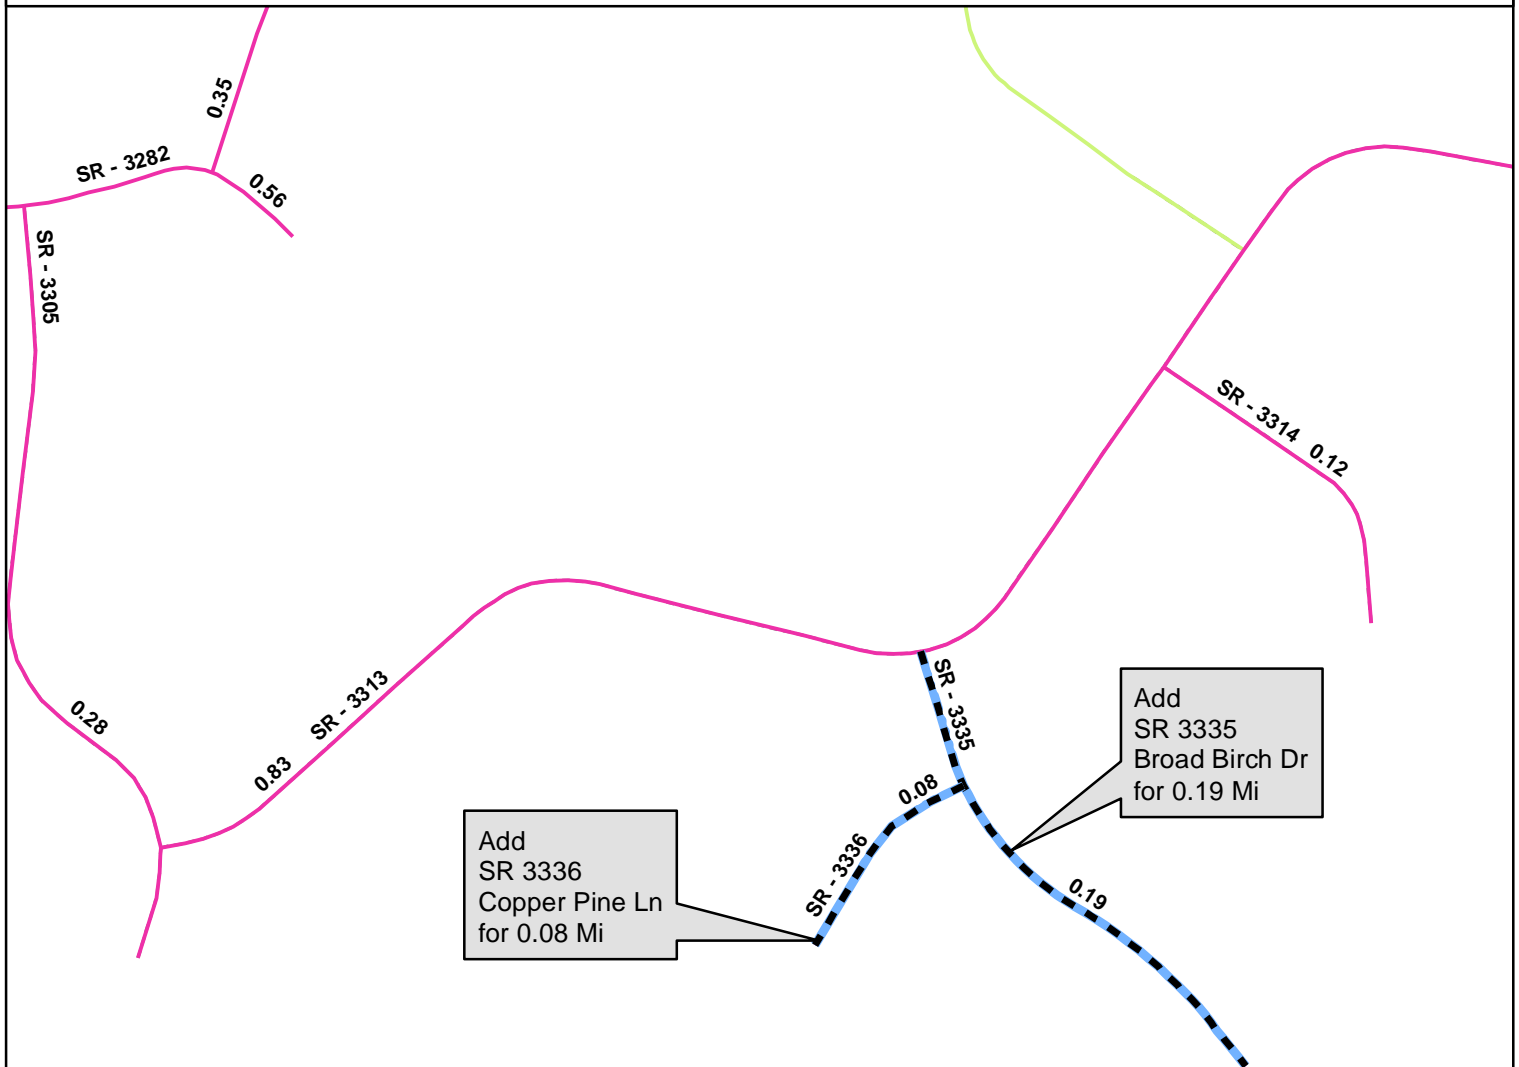 0.35
SR - 3282
0.56
SR - 3305
SR - 3314 0.12
0.28
SR - 3313
0.83
SR - 3335
Add
SR 3335
Broad Birch Dr
for 0.19 Mi
0.08
SR - 3336
Add
SR 3336
Copper Pine Ln
for 0.08 Mi
0.19